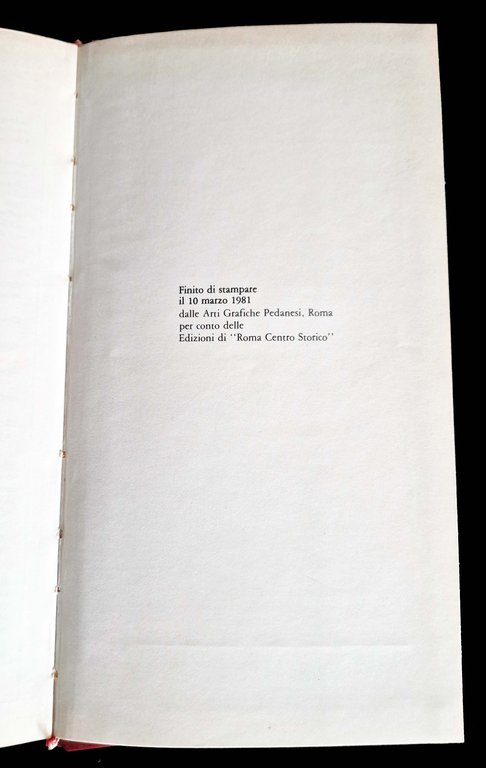 Finito di stampare
il 10 marzo 1981
dalle Arti Grafiche Pedanesi, Roma
per conto delle
Edizioni di "Roma Centro Storico"